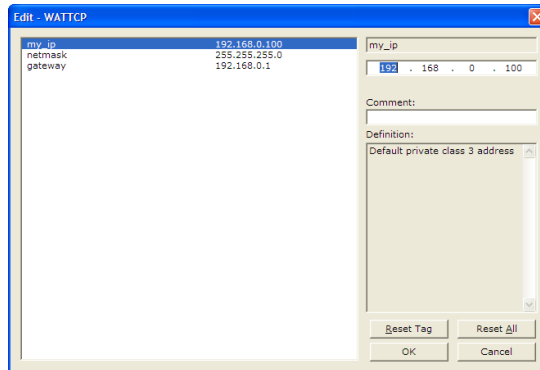 Edit - WATTCP
my_ip 192.168.0.100
netmask 255.255.255.0
gateway 192.168.0.1
my_ip
192 . 168 . 0 . 100
Comment:
Definition:
Default private class 3 address
Reset Tag Reset All
OK Cancel